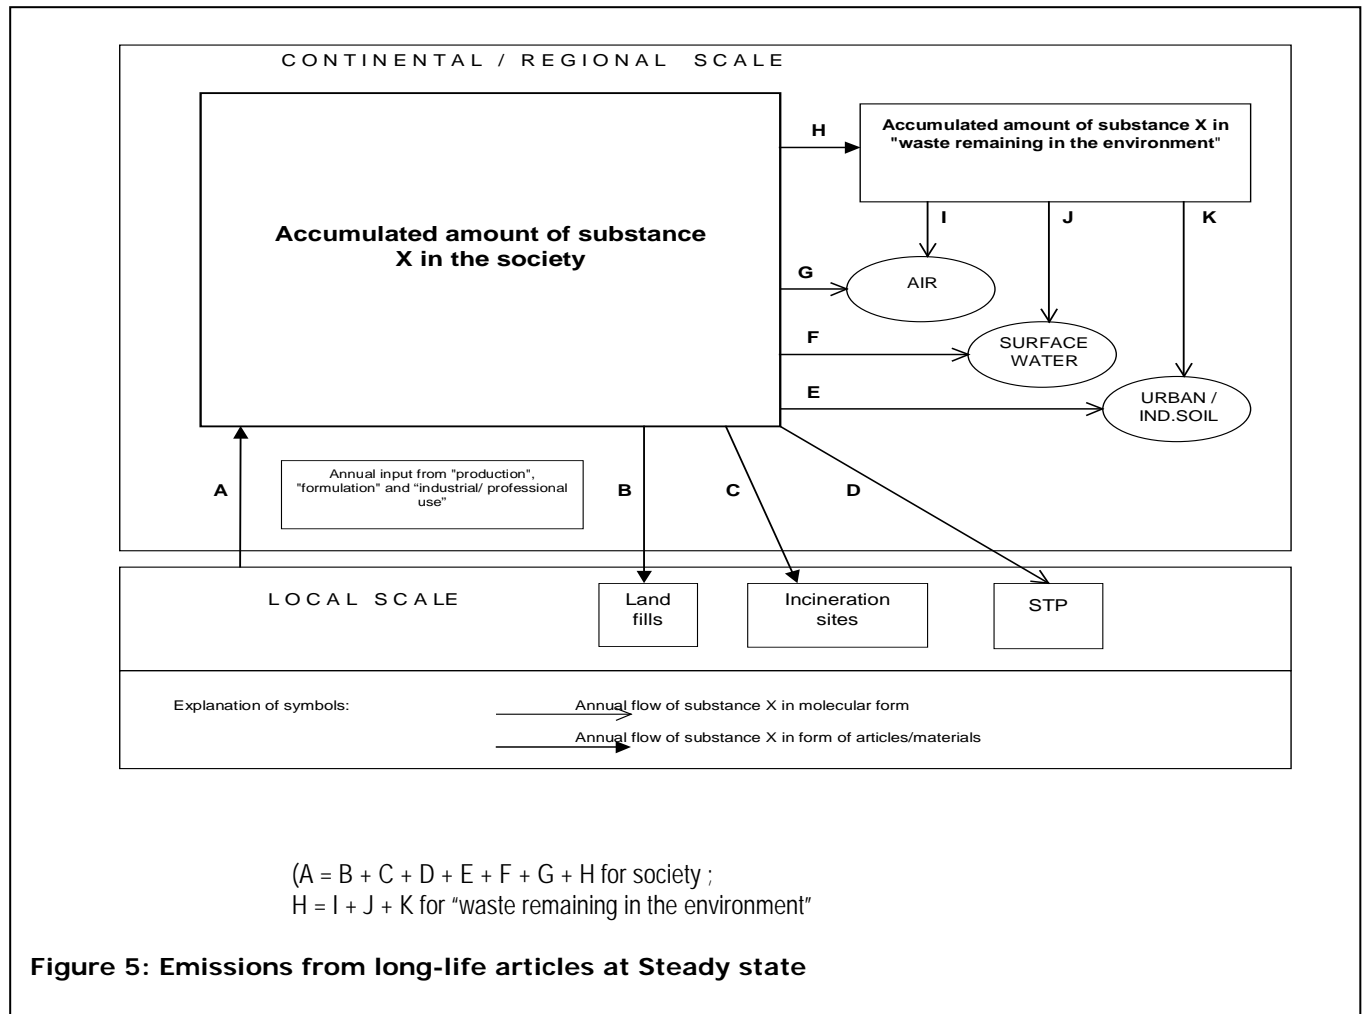 CONTINENTAL / REGIONAL SCALE
H
Accumulated amount of substance X in
"waste remaining in the environment"
I
J
K
Accumulated amount of substance
X in the society
G
AIR
F
SURFACE
WATER
E
URBAN /
IND.SOIL
A
Annual input from "production",
"formulation" and “industrial/ professional
use”
B
C
D
LOCAL SCALE
Land
fills
Incineration
sites
STP
Explanation of symbols:
Annual flow of substance X in molecular form
Annual flow of substance X in form of articles/materials
(A = B + C + D + E + F + G + H for society ;
H = I + J + K for “waste remaining in the environment”
Figure 5: Emissions from long-life articles at Steady state